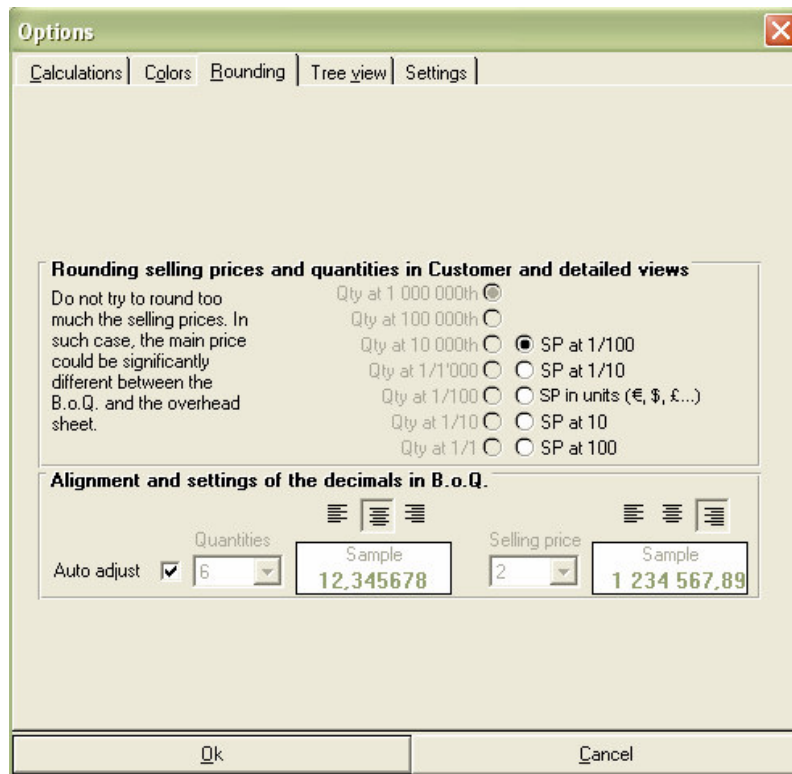 Options
Calculations Colors Rounding Tree view Settings
Rounding selling prices and quantities in Customer and detailed views
Do not try to round too
much the selling prices. In
such case, the main price
could be significantly
different between the
B.o.Q. and the overhead
sheet.
Qty at 1 000 000th
Qty at 100 000th
Qty at 10 000th SP at 1/100
Qty at 1/1'000 SP at 1/10
Qty at 1/100 SP in units (€, $, £...)
Qty at 1/10 SP at 10
Qty at 1/1 SP at 100
Alignment and settings of the decimals in B.o.Q.
Quantities Selling price
Auto adjust 6 Sample 2 Sample
12,345678 1 234 567,89
Ok Cancel